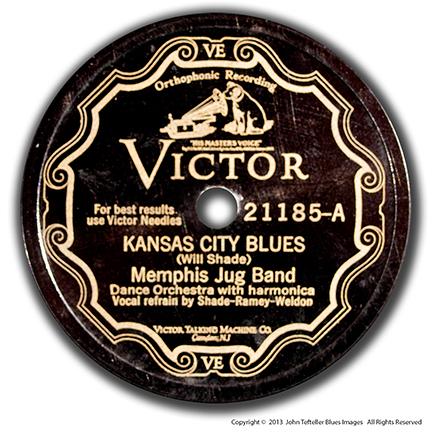 VE
Orthophonic Recording
"HIS MASTER'S VOICE"
VICTOR
For best results.
use Victor Needles
21185-A
KANSAS CITY BLUES
(Will Shade)
Memphis Jug Band
Dance Orchestra with harmonica
Vocal refrain by Shade-Ramey-Weldon
VICTOR TALKING MACHINE CO.
Camden, NJ
VE
Copyright © 2013 John Tefteller Blues Images All Rights Reserved